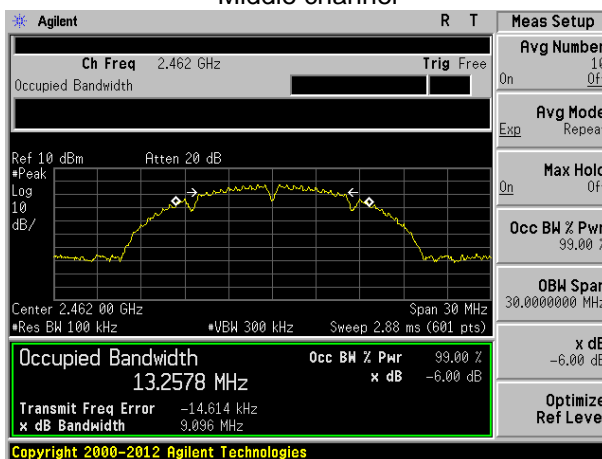 Middle channel
Agilent R T Meas Setup
Ch Freq 2.462 GHz Trig Free
Occupied Bandwidth
Avg Number
10
On Off
Avg Mode
Exp Repeat
Max Hold
On Off
Occ BW % Pwr
99.00 %
OBW Span
30.0000000 MHz
x dB
-6.00 dB
Optimize
Ref Level
Ref 10 dBm Atten 20 dB
#Peak
Log
10
dB/
Center 2.462 00 GHz Span 30 MHz
#Res BW 100 kHz #VBW 300 kHz Sweep 2.88 ms (601 pts)
Occupied Bandwidth Occ BW % Pwr 99.00 %
13.2578 MHz x dB -6.00 dB
Transmit Freq Error -14.614 kHz
x dB Bandwidth 9.096 MHz
Copyright 2000-2012 Agilent Technologies